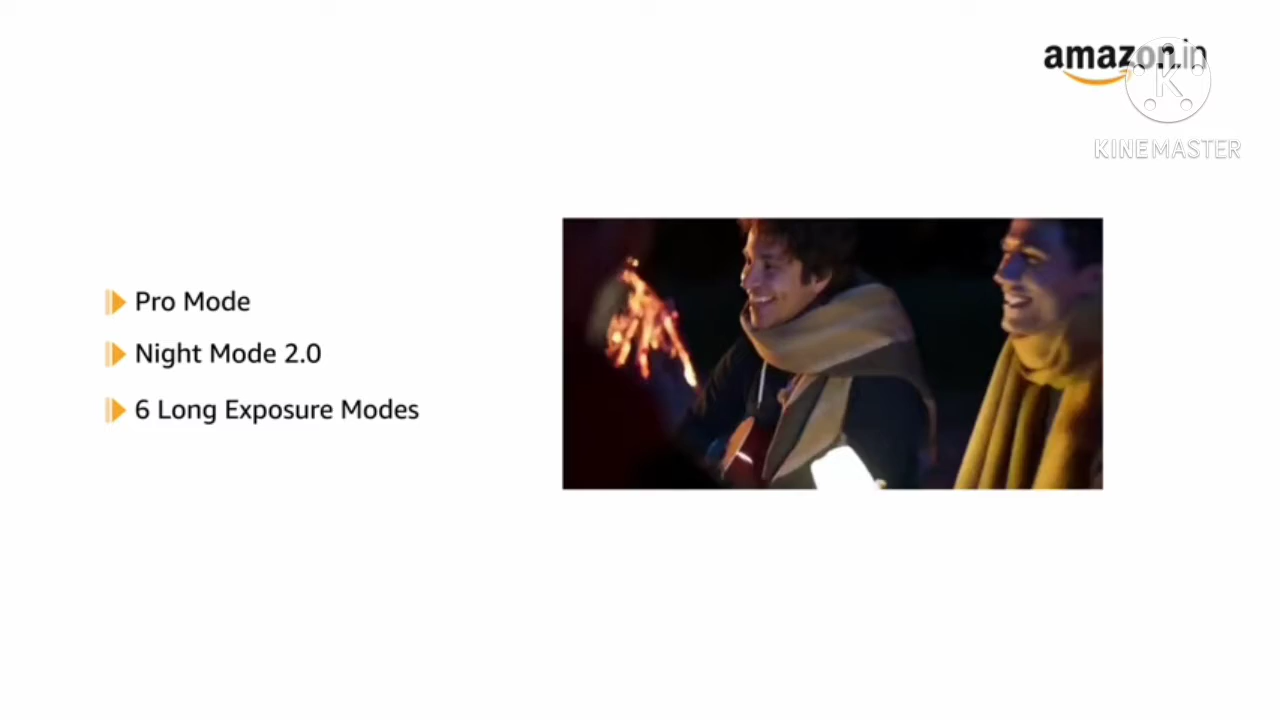 amazon.in
K
KINEMASTER
Pro Mode
Night Mode 2.0
6 Long Exposure Modes